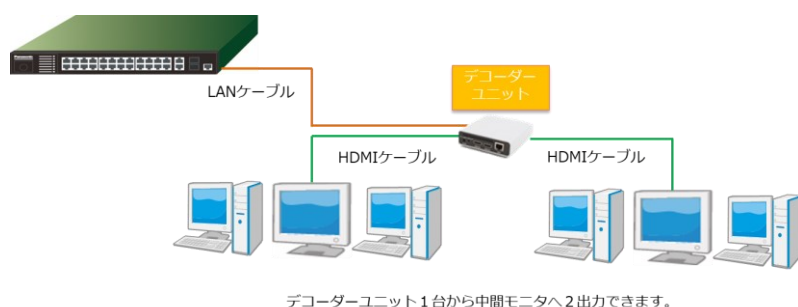 Panasonic
LANケーブル
デコーダー
ユニット
HDMIケーブル
HDMIケーブル
デコーダーユニット１台から中間モニタへ２出力できます。